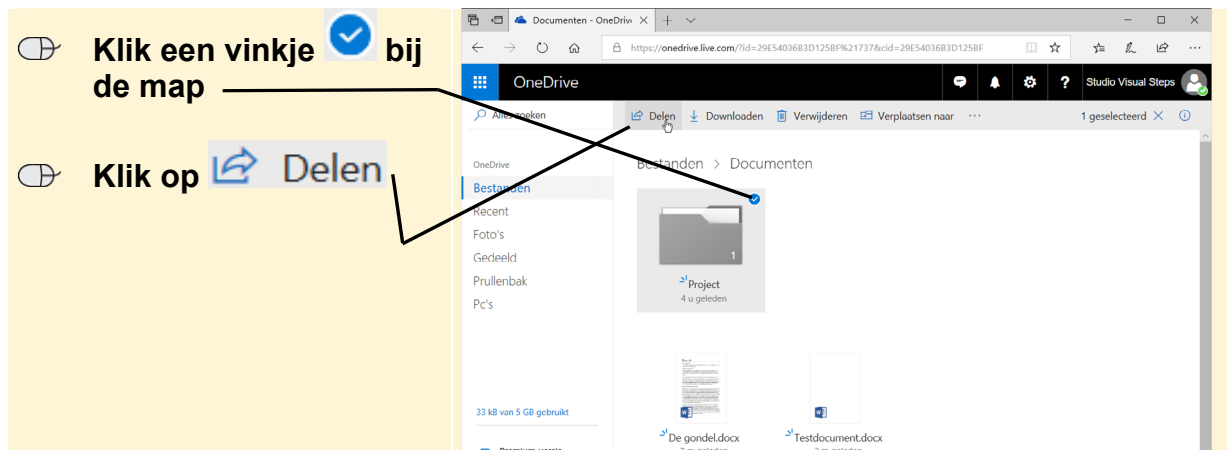 Klik een vinkje bij
de map
Klik op Delen
Documenten - OneDriv
https://onedrive.live.com/?id=29E54036B3D125BF%21737&cid=29E54036B3D125BF
OneDrive
Studio Visual Steps
Alles zoeken
Delen Downloaden Verwijderen Verplaatsen naar ···
1 geselecteerd
OneDrive
Bestanden
Recent
Foto's
Gedeeld
Prullenbak
Pc's
33 kB van 5 GB gebruikt
Bestanden > Documenten
1
Project
4 u geleden
De gondel.docx
Testdocument.docx